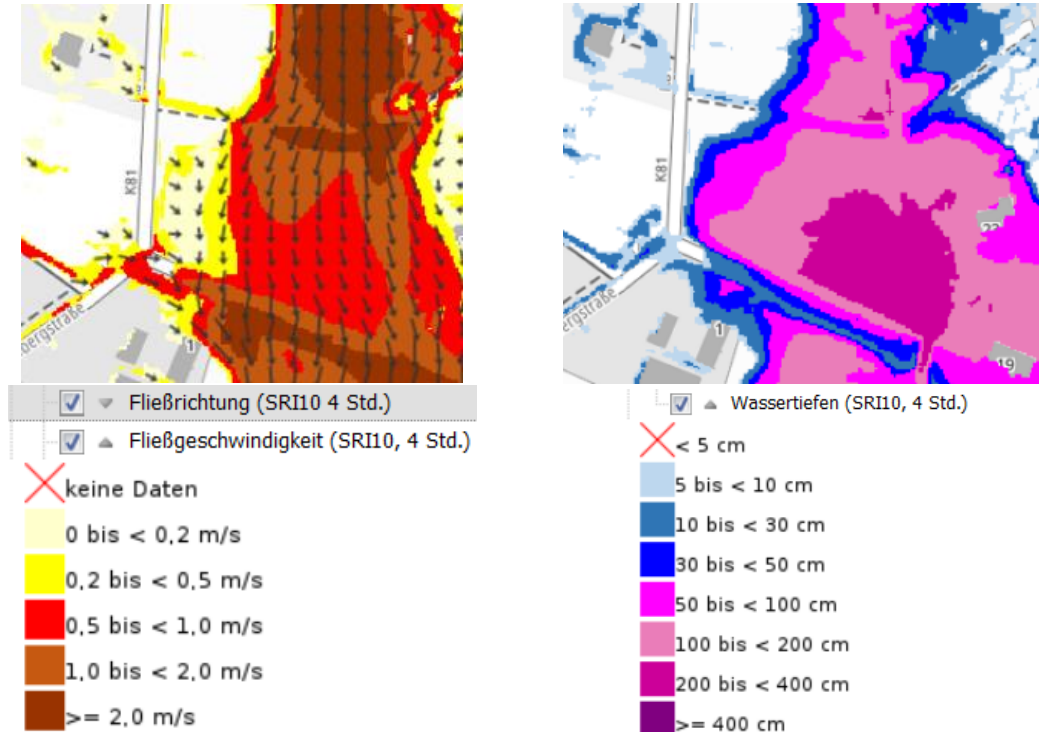 K81
bergstraße
1
Fließrichtung (SRI10 4 Std.)
Fließgeschwindigkeit (SRI10, 4 Std.)
keine Daten
0 bis < 0,2 m/s
0,2 bis < 0,5 m/s
0,5 bis < 1,0 m/s
1,0 bis < 2,0 m/s
>= 2,0 m/s
K81
ergstraße
22
1
19
Wassertiefen (SRI10, 4 Std.)
< 5 cm
5 bis < 10 cm
10 bis < 30 cm
30 bis < 50 cm
50 bis < 100 cm
100 bis < 200 cm
200 bis < 400 cm
>= 400 cm